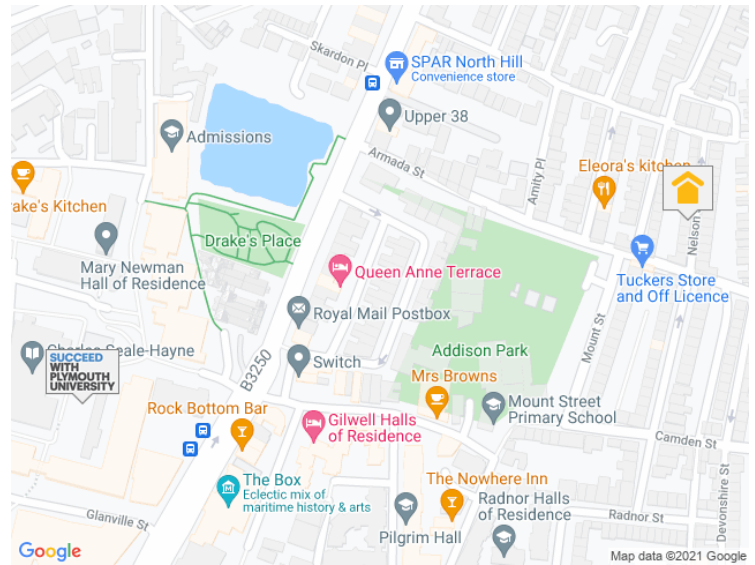 Skardon Pl
SPAR North Hill
Convenience store
Upper 38
Admissions
Armada St
Amity Pl
Eleora's kitchen
Nelson
rake's Kitchen
Drake's Place
Mary Newman
Hall of Residence
Queen Anne Terrace
Tuckers Store
and Off Licence
Royal Mail Postbox
Mount St
Addison Park
Charles Seale-Hayne
SUCCEED
WITH
PLYMOUTH
UNIVERSITY
Switch
B3250
Mrs Browns
Rock Bottom Bar
Mount Street
Primary School
Gilwell Halls
of Residence
Camden St
The Box
Eclectic mix of
maritime history & arts
The Nowhere Inn
Radnor Halls
of Residence
Radnor St
Devonshire St
Glanville St
Pilgrim Hall
Google
Map data ©2021 Google